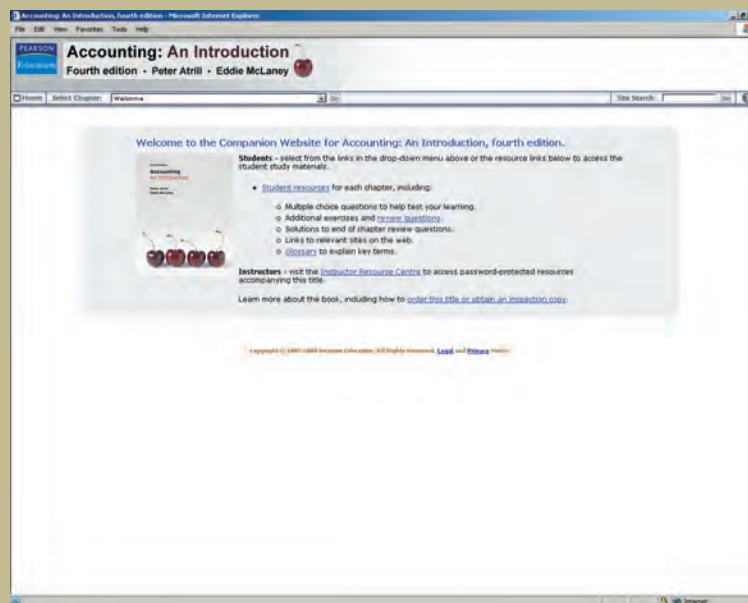 Accounting: An Introduction, fourth edition - Microsoft Internet Explorer
File Edit View Favorites Tools Help
PEARSON
Education
Accounting: An Introduction
Fourth edition • Peter Atrill • Eddie McLaney
Home Select Chapter: Welcome Go Site Search: Go
Welcome to the Companion Website for Accounting: An Introduction, fourth edition.
Accounting
An Introduction
Students - select from the links in the drop-down menu above or the resource links below to access the
student study materials.
• Student resources for each chapter, including:
o Multiple choice questions to help test your learning.
o Additional exercises and review questions.
o Solutions to end of chapter review questions.
o Links to relevant sites on the web.
o Glossary to explain key terms.
Instructors - visit the Instructor Resource Centre to access password-protected resources
accompanying this title.
Learn more about the book, including how to order this title or obtain an inspection copy.
Copyright © Pearson Education, All Rights Reserved. Legal and Privacy Notice
Internet